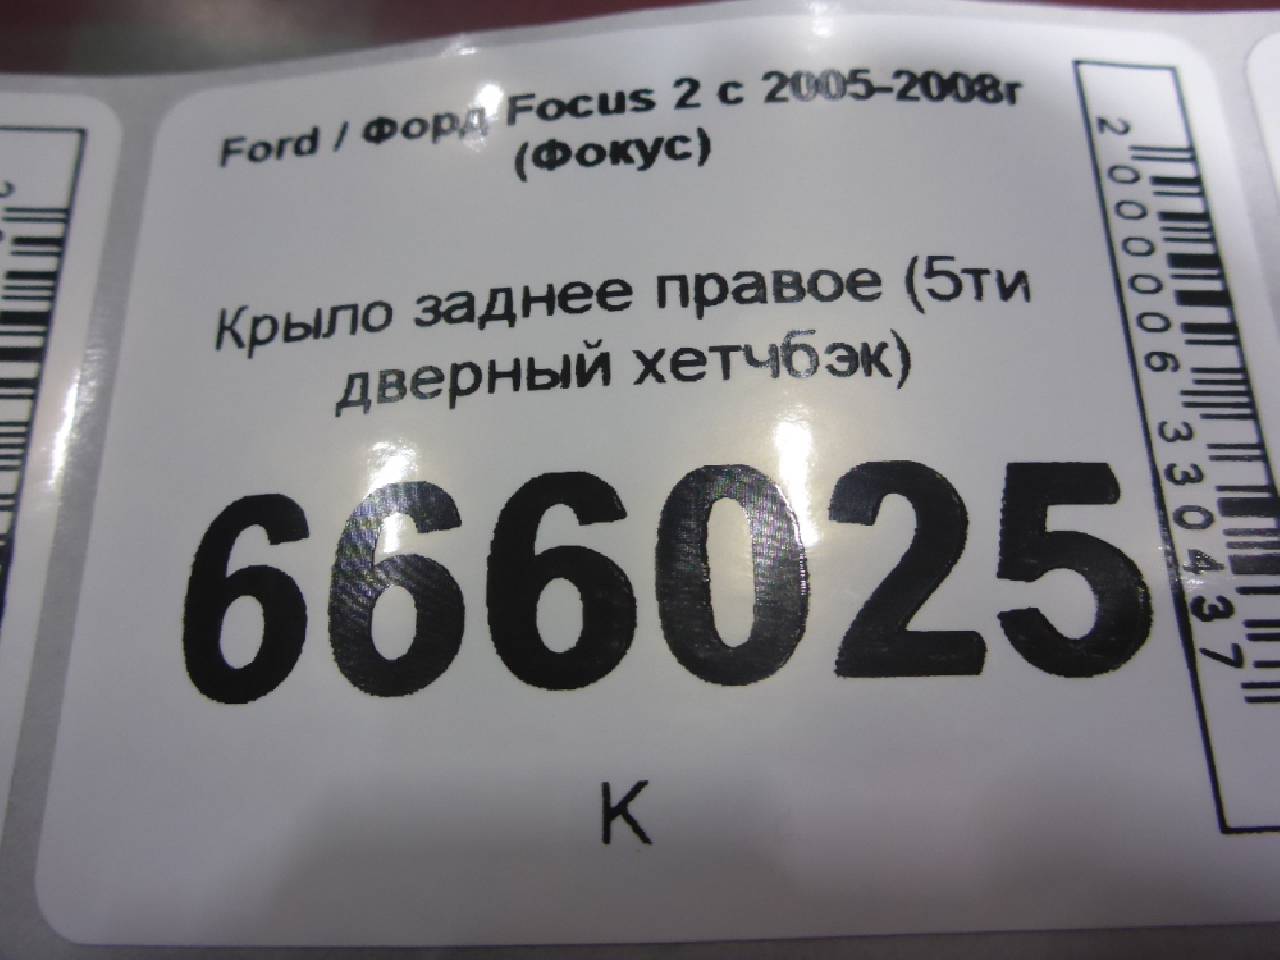 Ford / Форд Focus 2 с 2005-2008г
(Фокус)
Крыло заднее правое (5ти
дверный хетчбэк)
666025
К
2000006330437